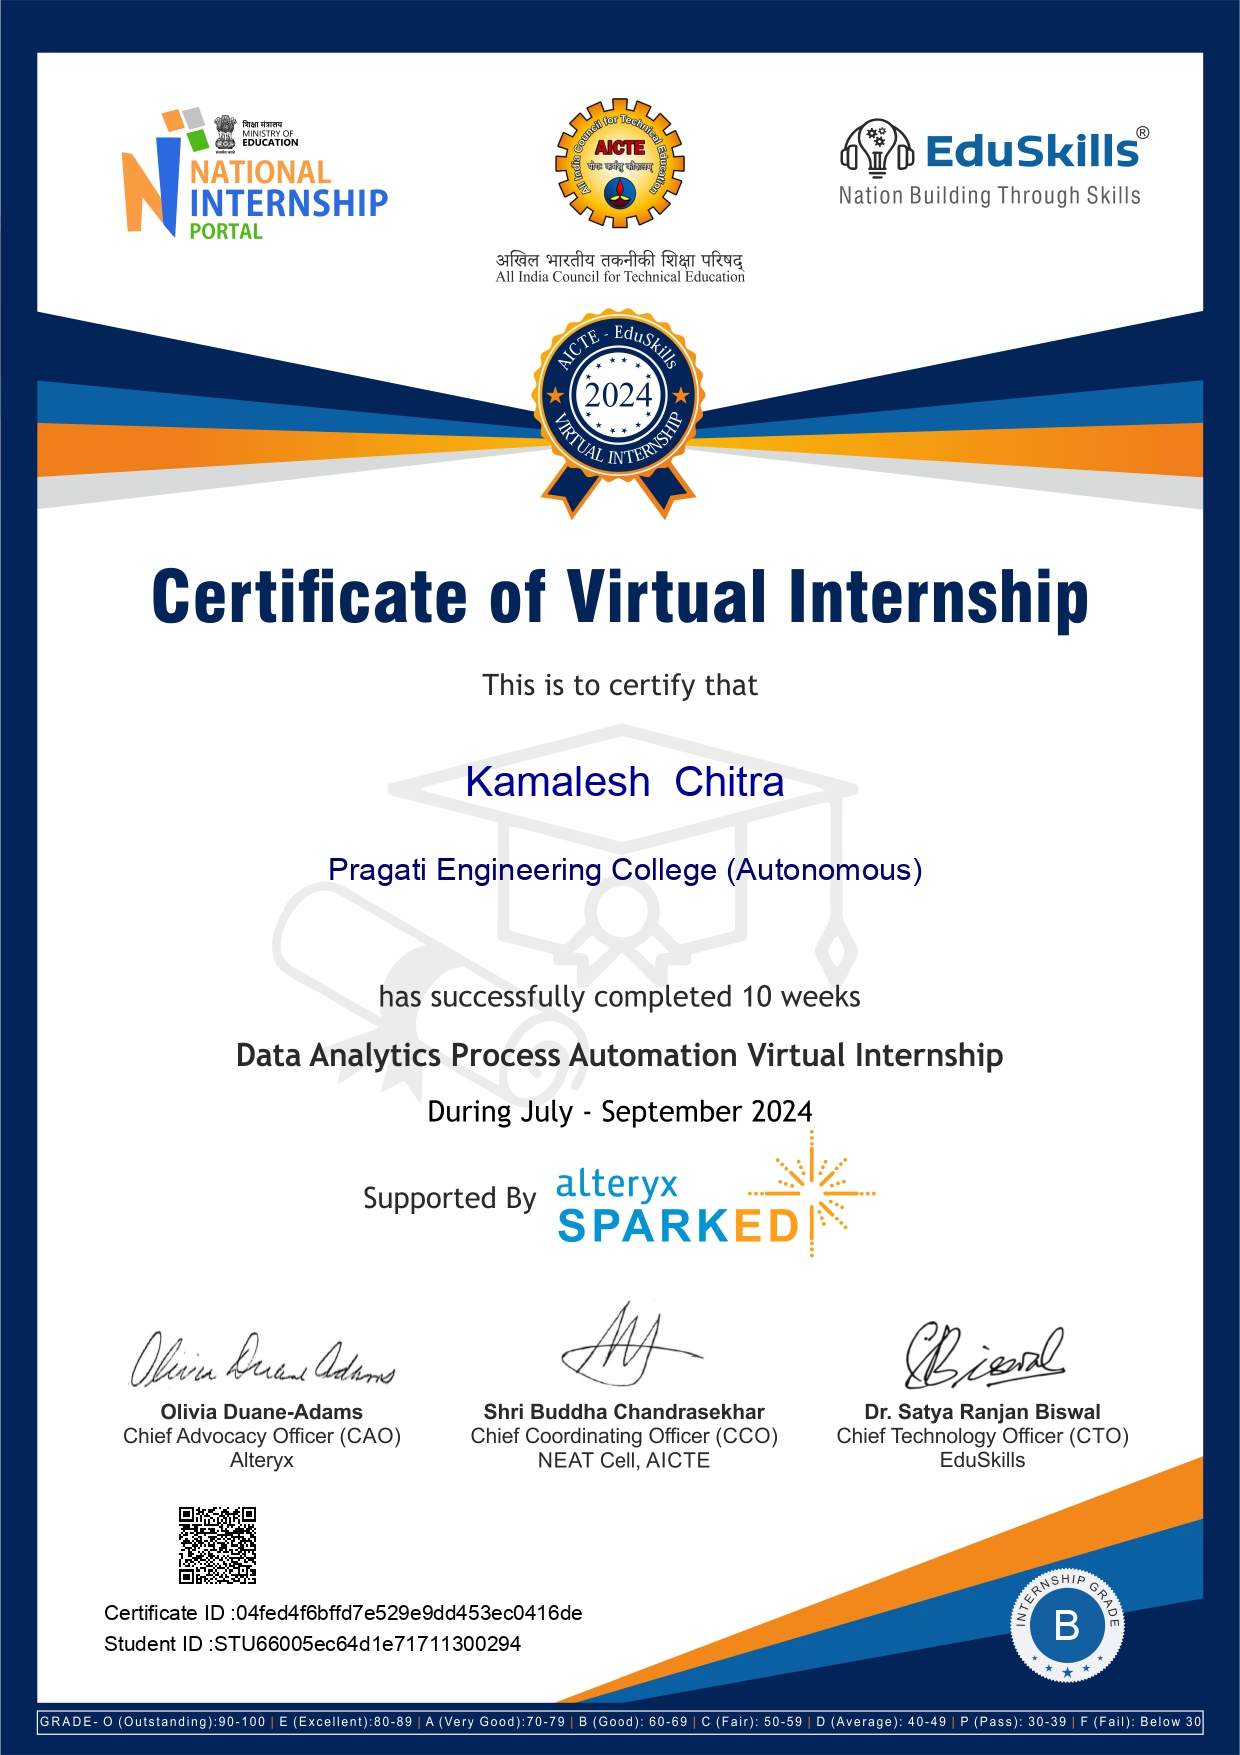 शिक्षा मंत्रालय
MINISTRY OF
EDUCATION
NATIONAL
INTERNSHIP
PORTAL
All India Council for Technical Education
AICTE
योगः कर्मसु कौशलम्
अखिल भारतीय तकनीकी शिक्षा परिषद्
All India Council for Technical Education
EduSkills®
Nation Building Through Skills
AICTE - EduSkills
2024
VIRTUAL INTERNSHIP
Certificate of Virtual Internship
This is to certify that
Kamalesh Chitra
Pragati Engineering College (Autonomous)
has successfully completed 10 weeks
Data Analytics Process Automation Virtual Internship
During July - September 2024
Supported By
alteryx
SPARKED
Olivia Duane Adams
Biswal
Olivia Duane-Adams
Chief Advocacy Officer (CAO)
Alteryx
Shri Buddha Chandrasekhar
Chief Coordinating Officer (CCO)
NEAT Cell, AICTE
Dr. Satya Ranjan Biswal
Chief Technology Officer (CTO)
EduSkills
Certificate ID :04fed4f6bffd7e529e9dd453ec0416de
Student ID :STU66005ec64d1e71711300294
INTERNSHIP GRADE
B
GRADE- O (Outstanding):90-100 | E (Excellent):80-89 | A (Very Good):70-79 | B (Good): 60-69 | C (Fair): 50-59 | D (Average): 40-49 | P (Pass): 30-39 | F (Fail): Below 30